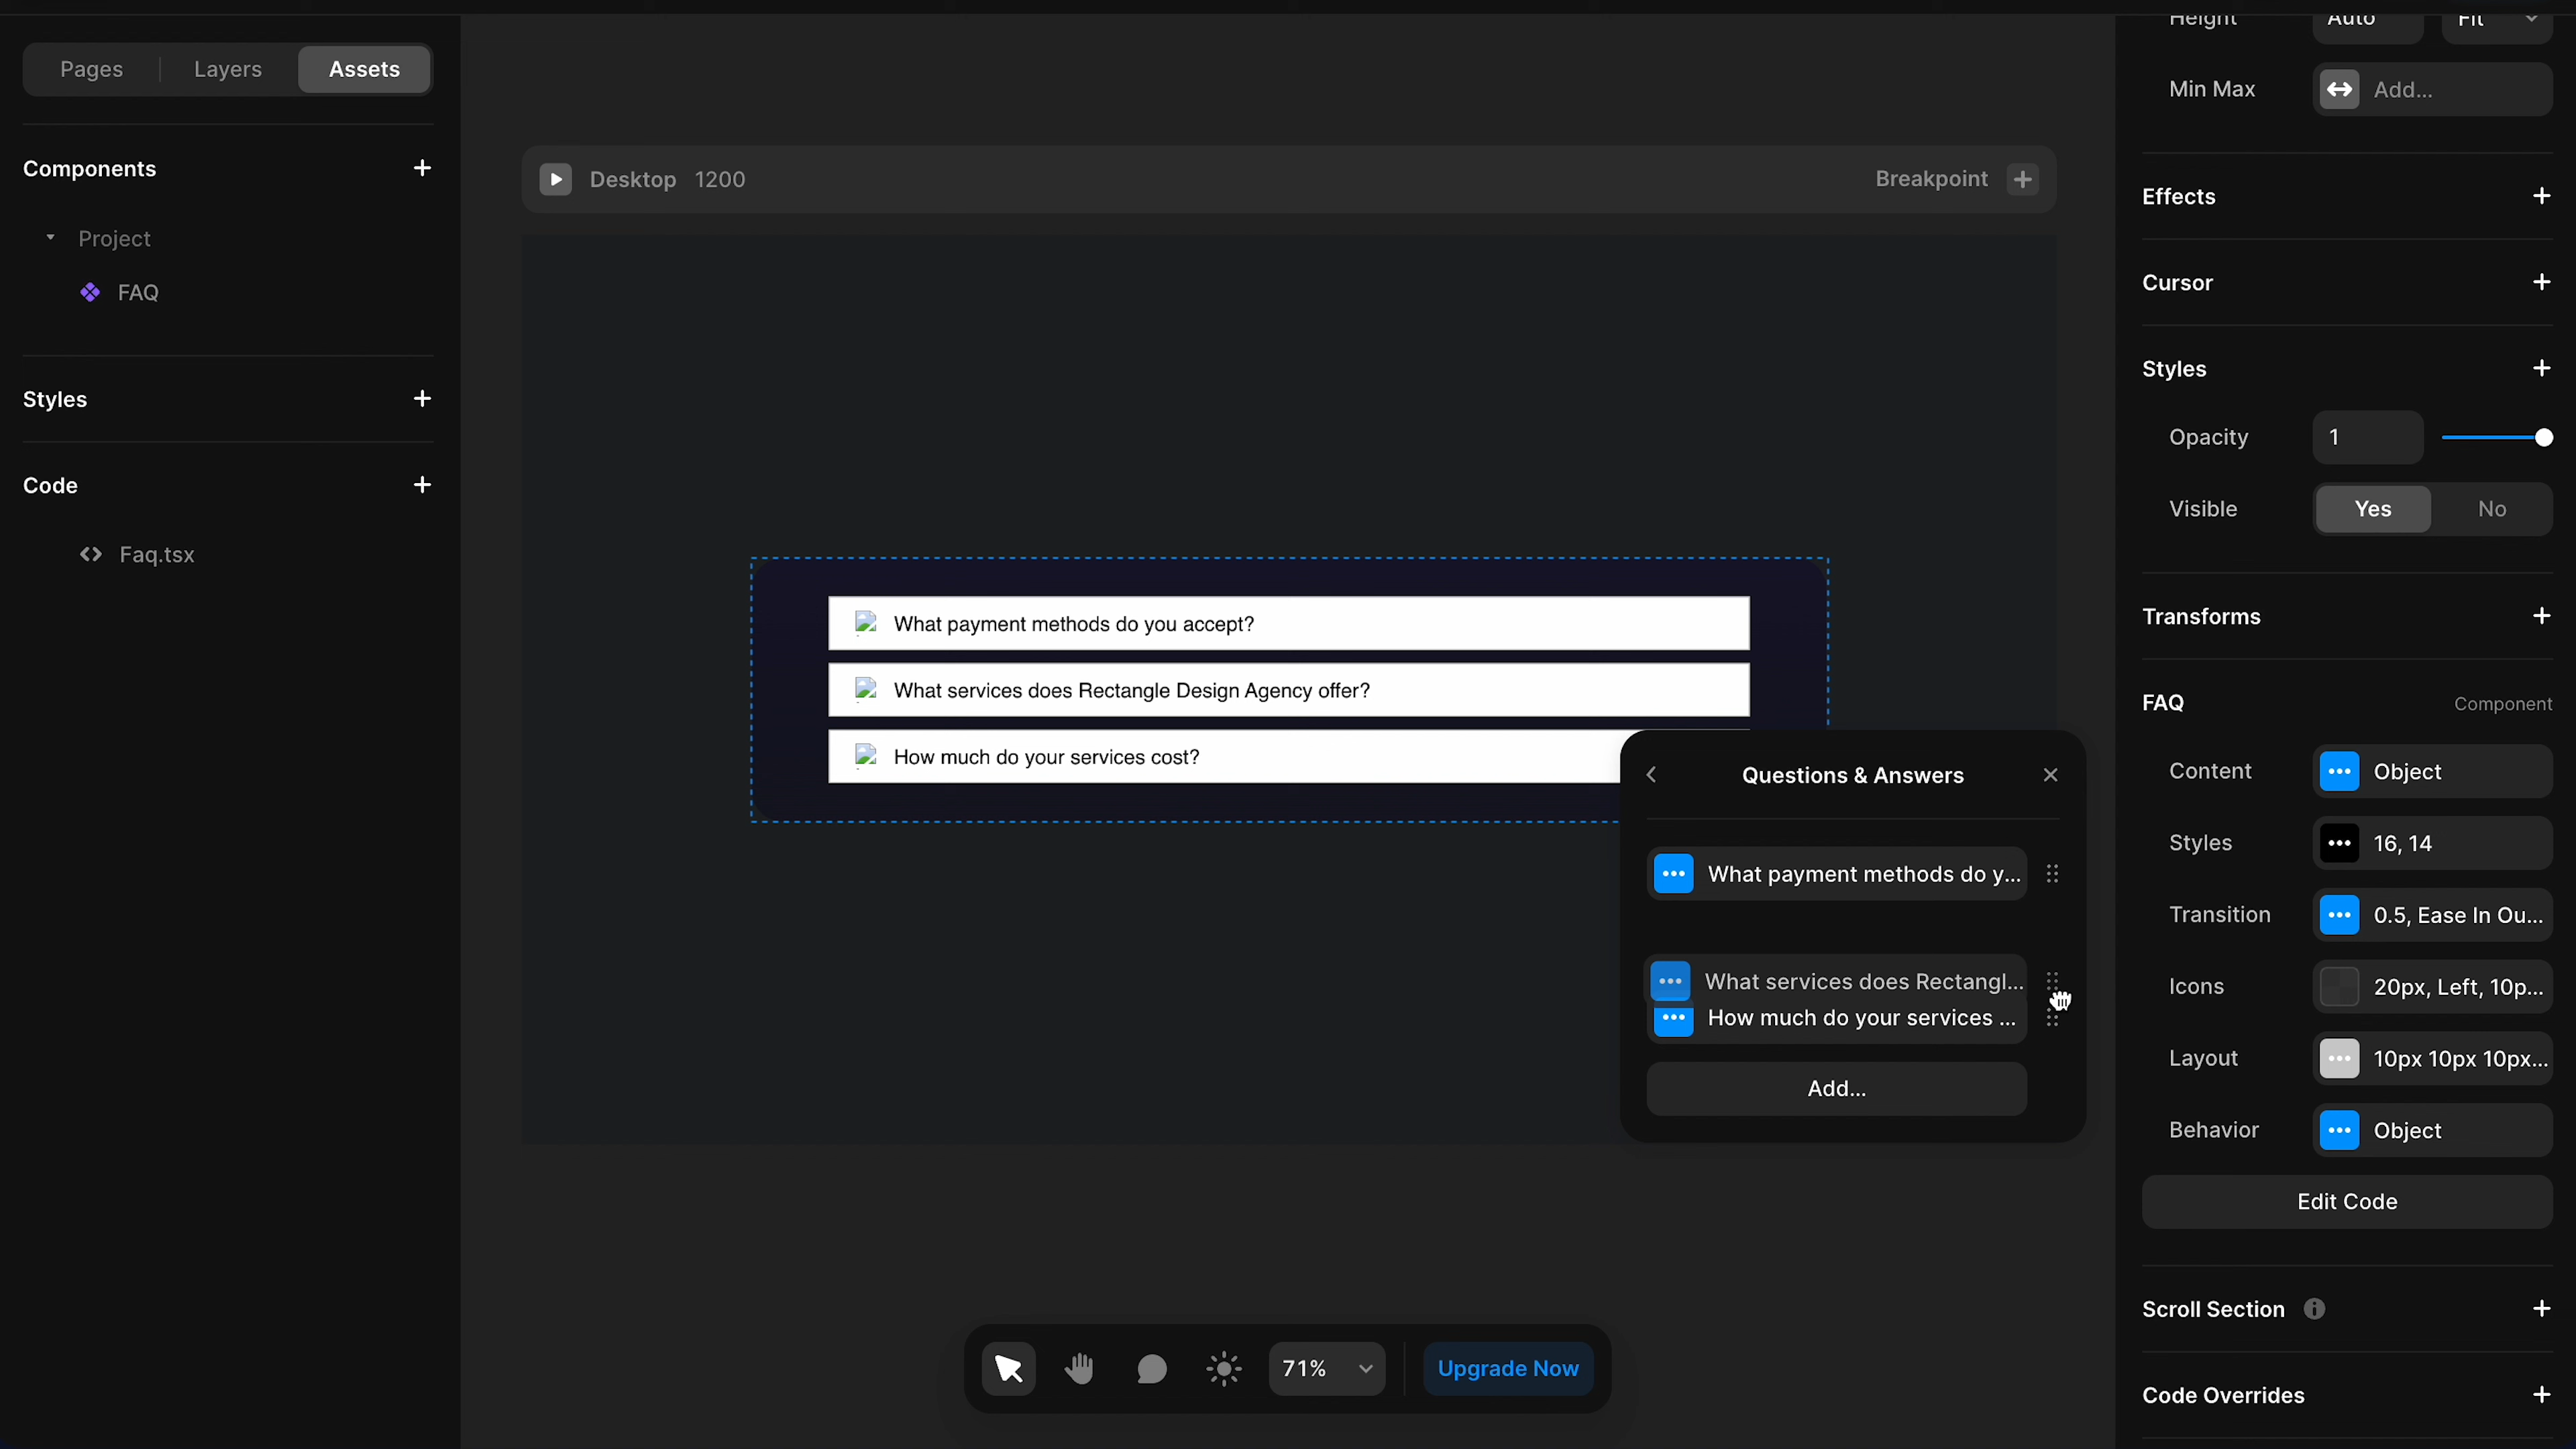 Pages
Layers
Assets
Components
Project
FAQ
Styles
Code
Faq.tsx
Desktop 1200
Breakpoint
What payment methods do you accept?
What services does Rectangle Design Agency offer?
How much do your services cost?
Questions & Answers
What payment methods do y...
What services does Rectangl...
How much do your services ...
Add...
71%
Upgrade Now
Height Auto Fit
Min Max Add...
Effects
Cursor
Styles
Opacity 1
Visible Yes No
Transforms
FAQ Component
Content Object
Styles 16, 14
Transition 0.5, Ease In Ou...
Icons 20px, Left, 10p...
Layout 10px 10px 10px...
Behavior Object
Edit Code
Scroll Section
Code Overrides